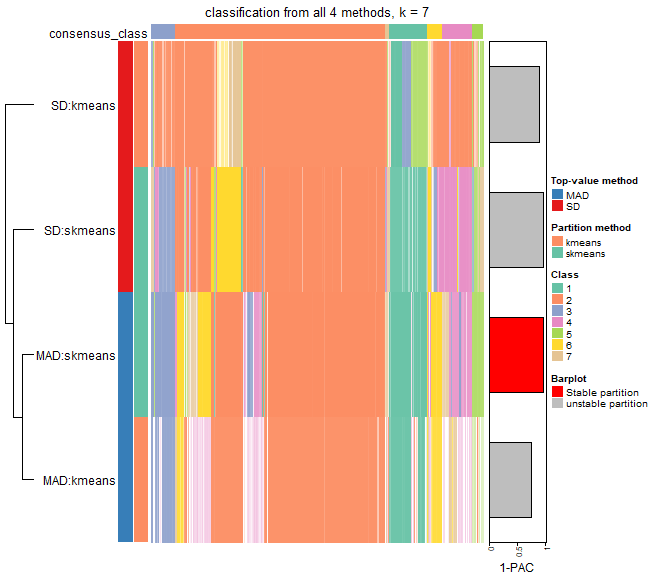 classification from all 4 methods, k = 7
consensus_class
SD:kmeans
SD:skmeans
MAD:skmeans
MAD:kmeans
Top-value method
MAD
SD
Partition method
kmeans
skmeans
Class
1
2
3
4
5
6
7
Barplot
Stable partition
unstable partition
0
0.5
1
1-PAC